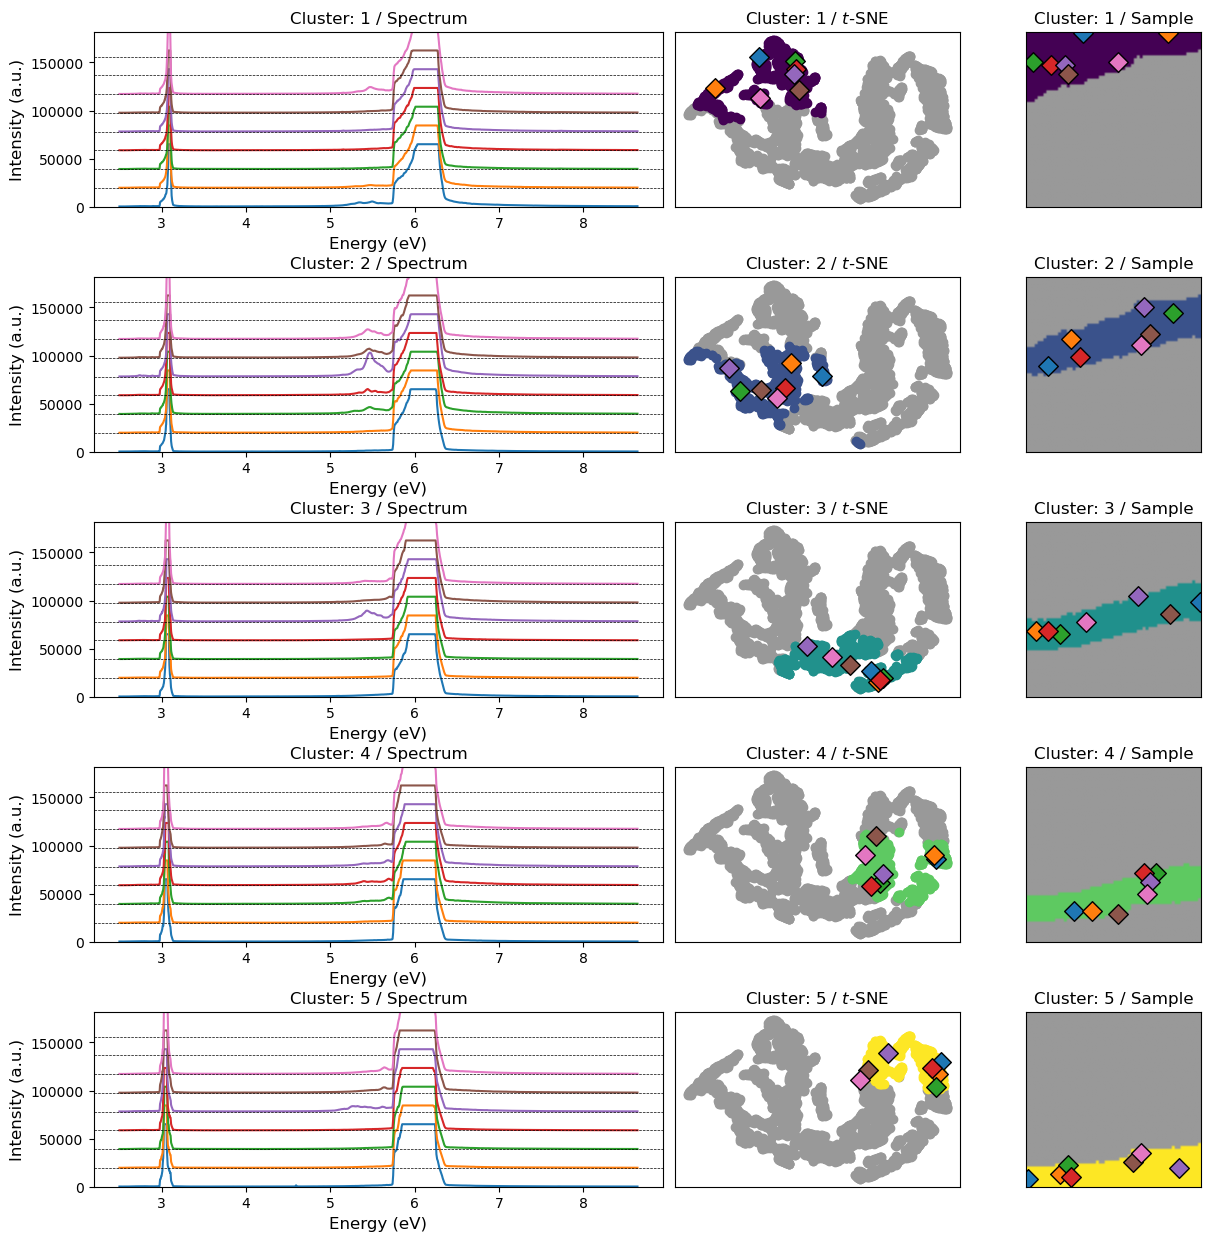 Cluster: 1 / Spectrum
Cluster: 1 / t-SNE
Cluster: 1 / Sample
Intensity (a.u.)
150000
100000
50000
0
3 4 5 6 7 8
Energy (eV)
Cluster: 2 / Spectrum
Cluster: 2 / t-SNE
Cluster: 2 / Sample
Intensity (a.u.)
150000
100000
50000
0
3 4 5 6 7 8
Energy (eV)
Cluster: 3 / Spectrum
Cluster: 3 / t-SNE
Cluster: 3 / Sample
Intensity (a.u.)
150000
100000
50000
0
3 4 5 6 7 8
Energy (eV)
Cluster: 4 / Spectrum
Cluster: 4 / t-SNE
Cluster: 4 / Sample
Intensity (a.u.)
150000
100000
50000
0
3 4 5 6 7 8
Energy (eV)
Cluster: 5 / Spectrum
Cluster: 5 / t-SNE
Cluster: 5 / Sample
Intensity (a.u.)
150000
100000
50000
0
3 4 5 6 7 8
Energy (eV)